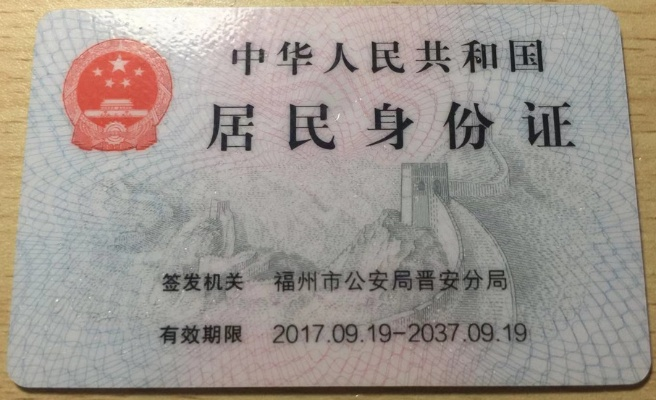 中华人民共和国
居民身份证
签发机关 福州市公安局晋安分局
有效期限 2017.09.19-2037.09.19